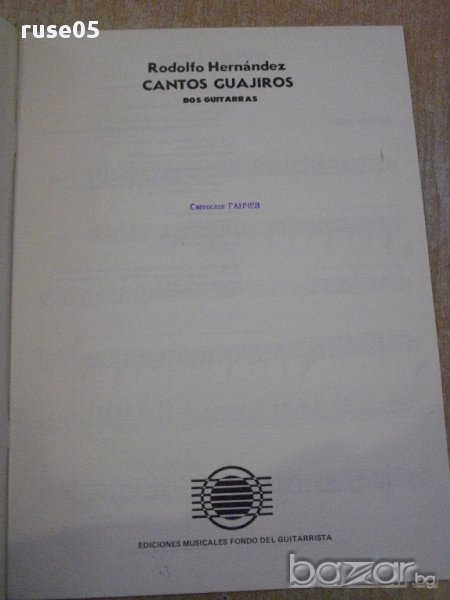 ruse05
Rodolfo Hernández
CANTOS GUAJIROS
DOS GUITARRAS
Светослав ГАНЧЕВ
EDICIONES MUSICALES FONDO DEL GUITARRISTA
bazar.bg